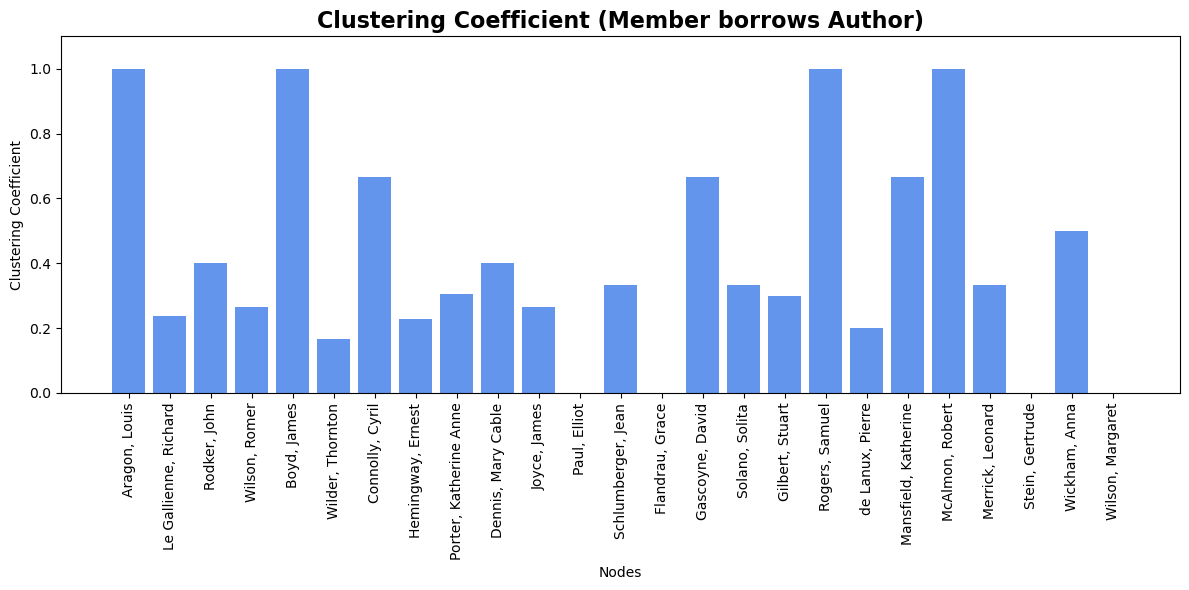 Clustering Coefficient (Member borrows Author)
Clustering Coefficient
1.0
0.8
0.6
0.4
0.2
0.0
Aragon, Louis
Le Gallienne, Richard
Rodker, John
Wilson, Romer
Boyd, James
Wilder, Thornton
Connolly, Cyril
Hemingway, Ernest
Porter, Katherine Anne
Dennis, Mary Cable
Joyce, James
Paul, Elliot
Schlumberger, Jean
Flandrau, Grace
Gascoyne, David
Solano, Solita
Gilbert, Stuart
Rogers, Samuel
de Lanux, Pierre
Mansfield, Katherine
McAlmon, Robert
Merrick, Leonard
Stein, Gertrude
Wickham, Anna
Wilson, Margaret
Nodes